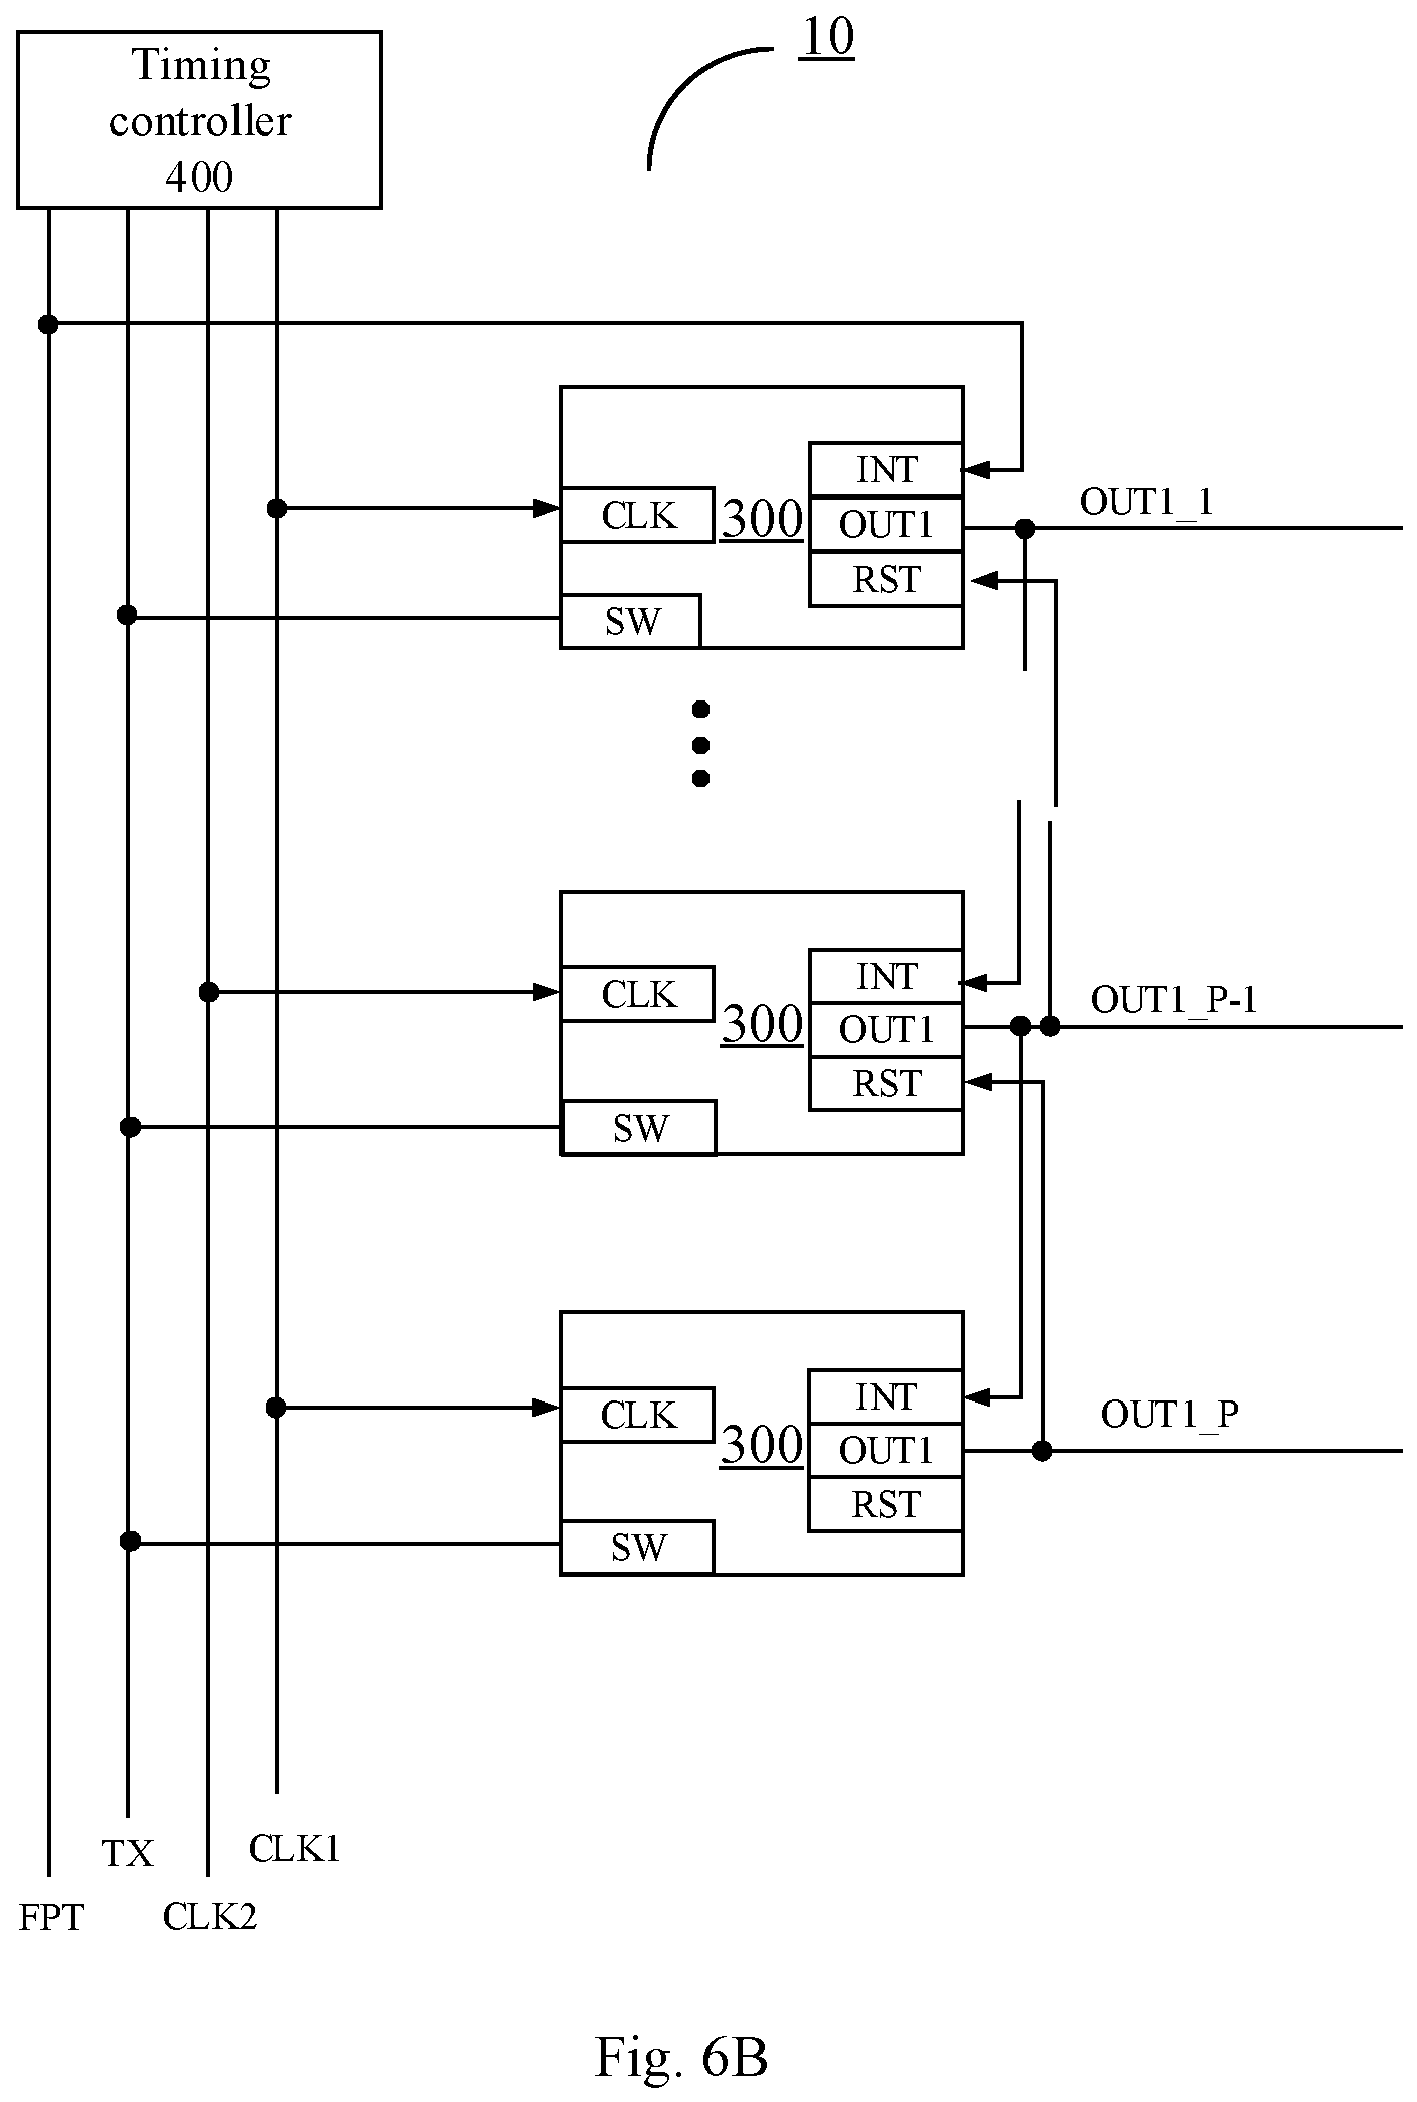 10
Timing
controller
400
INT
CLK
300
OUT1
OUT1_1
RST
SW
INT
CLK
300
OUT1
OUT1_P-1
RST
SW
INT
CLK
300
OUT1
OUT1_P
RST
SW
CLK1
TX
FPT
CLK2
Fig. 6B